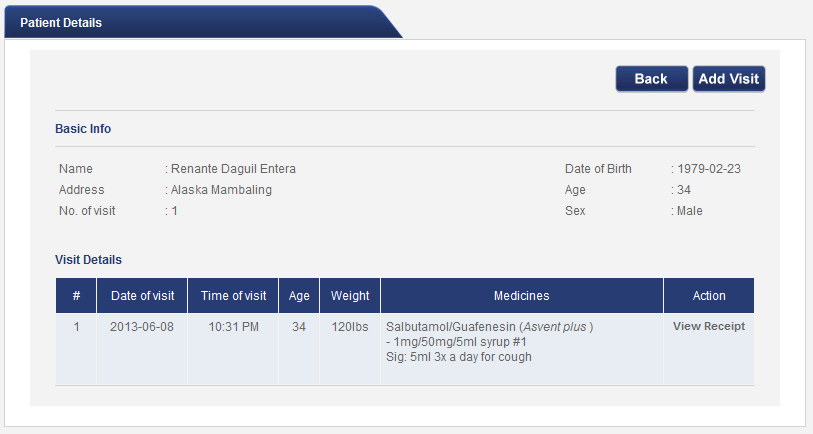 Patient Details
Back Add Visit
Basic Info
Name : Renante Daguil Entera Date of Birth : 1979-02-23
Address : Alaska Mambaling Age : 34
No. of visit : 1 Sex : Male
Visit Details
# Date of visit Time of visit Age Weight Medicines Action
1 2013-06-08 10:31 PM 34 120lbs Salbutamol/Guafenesin (Asvent plus ) View Receipt
- 1mg/50mg/5ml syrup #1
Sig: 5ml 3x a day for cough